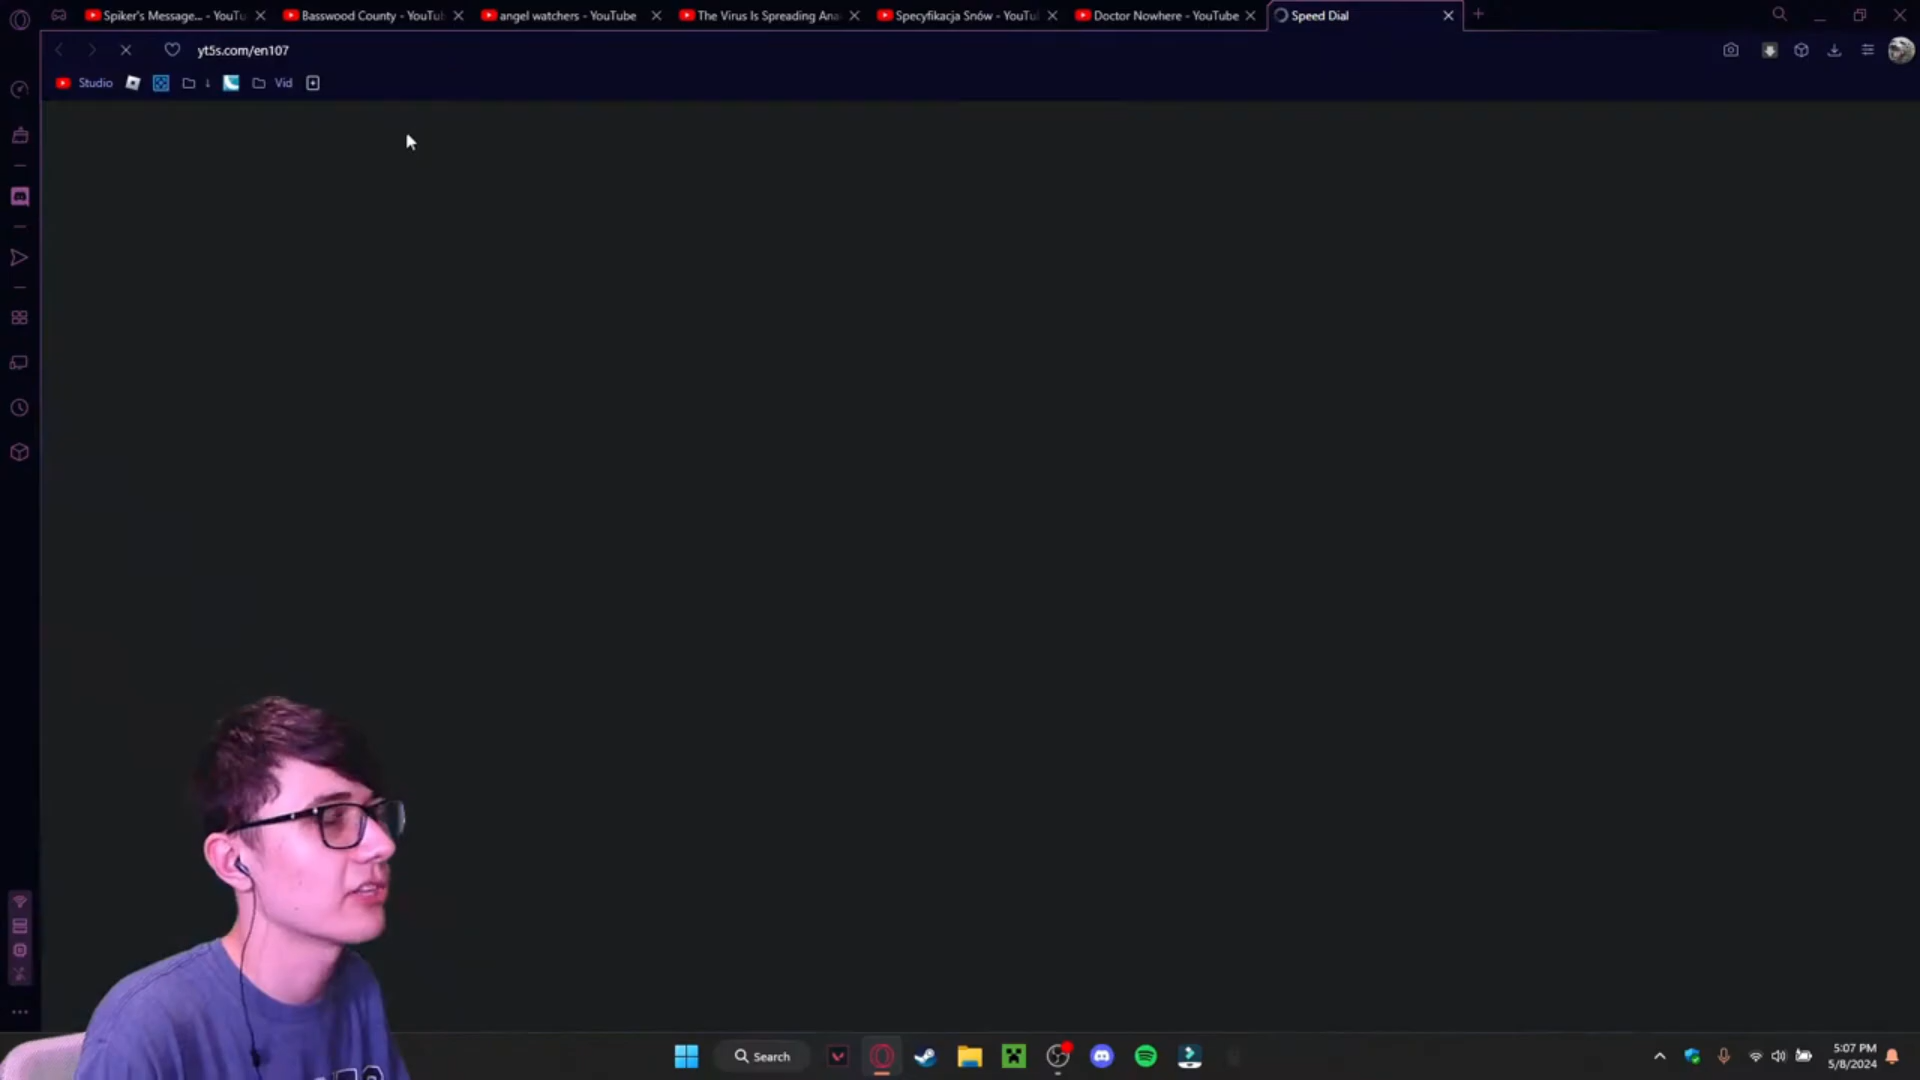 Spiker's Message... - YouTu
Basswood County - YouTub
angel watchers - YouTube
The Virus Is Spreading Ana
Specyfikacja Snów - YouTu
Doctor Nowhere - YouTube
Speed Dial
yt5s.com/en107
Studio
Vid
Search
5:07 PM
5/8/2024